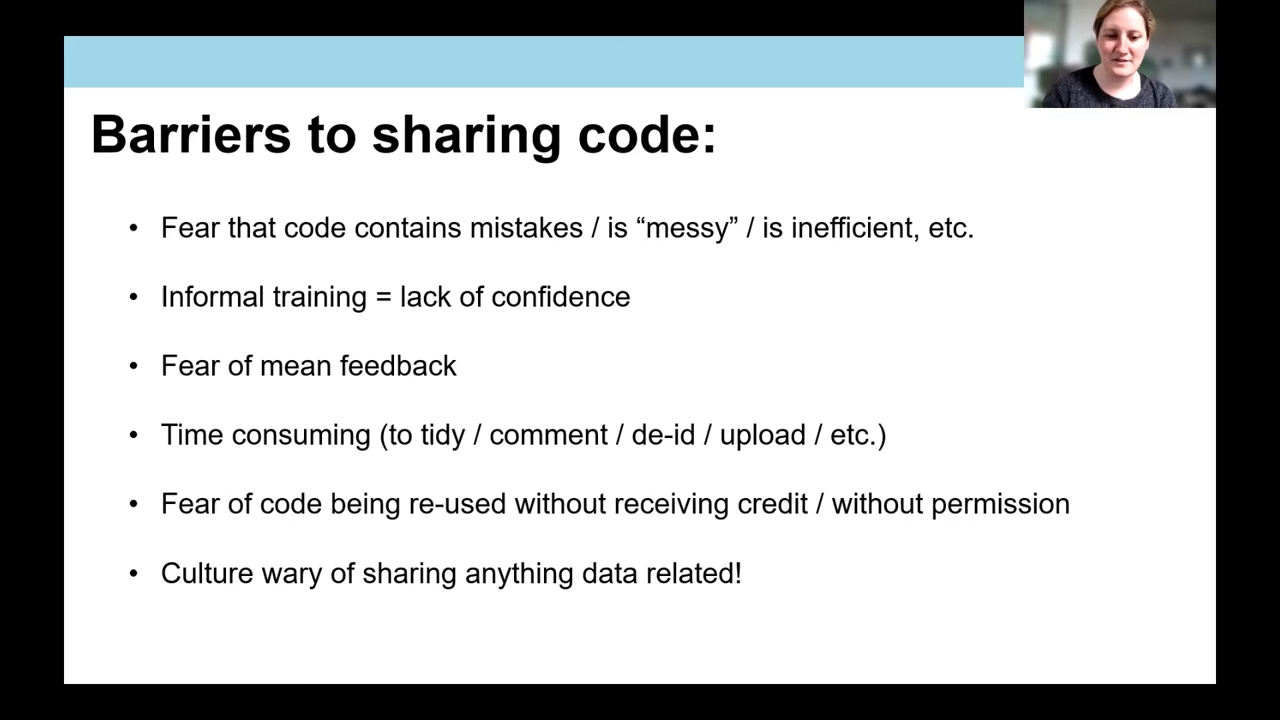 Barriers to sharing code:
• Fear that code contains mistakes / is “messy” / is inefficient, etc.
• Informal training = lack of confidence
• Fear of mean feedback
• Time consuming (to tidy / comment / de-id / upload / etc.)
• Fear of code being re-used without receiving credit / without permission
• Culture wary of sharing anything data related!